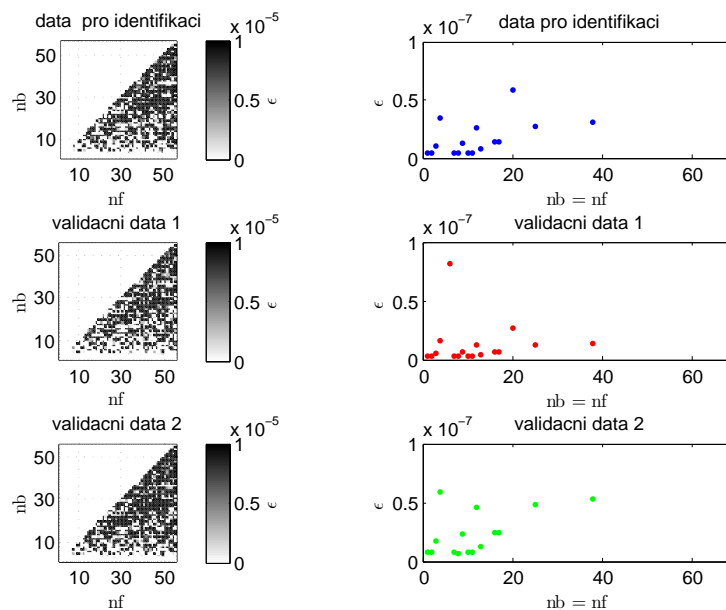 data  pro identifikaci
x 10^-5
50
30
10
nb
10
30
50
nf
1
0.5
0
ϵ
data pro identifikaci
x 10^-7
1
0.5
0
ϵ
0
20
40
60
nb = nf
validacni data 1
x 10^-5
50
30
10
nb
10
30
50
nf
1
0.5
0
ϵ
validacni data 1
x 10^-7
1
0.5
0
ϵ
0
20
40
60
nb = nf
validacni data 2
x 10^-5
50
30
10
nb
10
30
50
nf
1
0.5
0
ϵ
validacni data 2
x 10^-7
1
0.5
0
ϵ
0
20
40
60
nb = nf